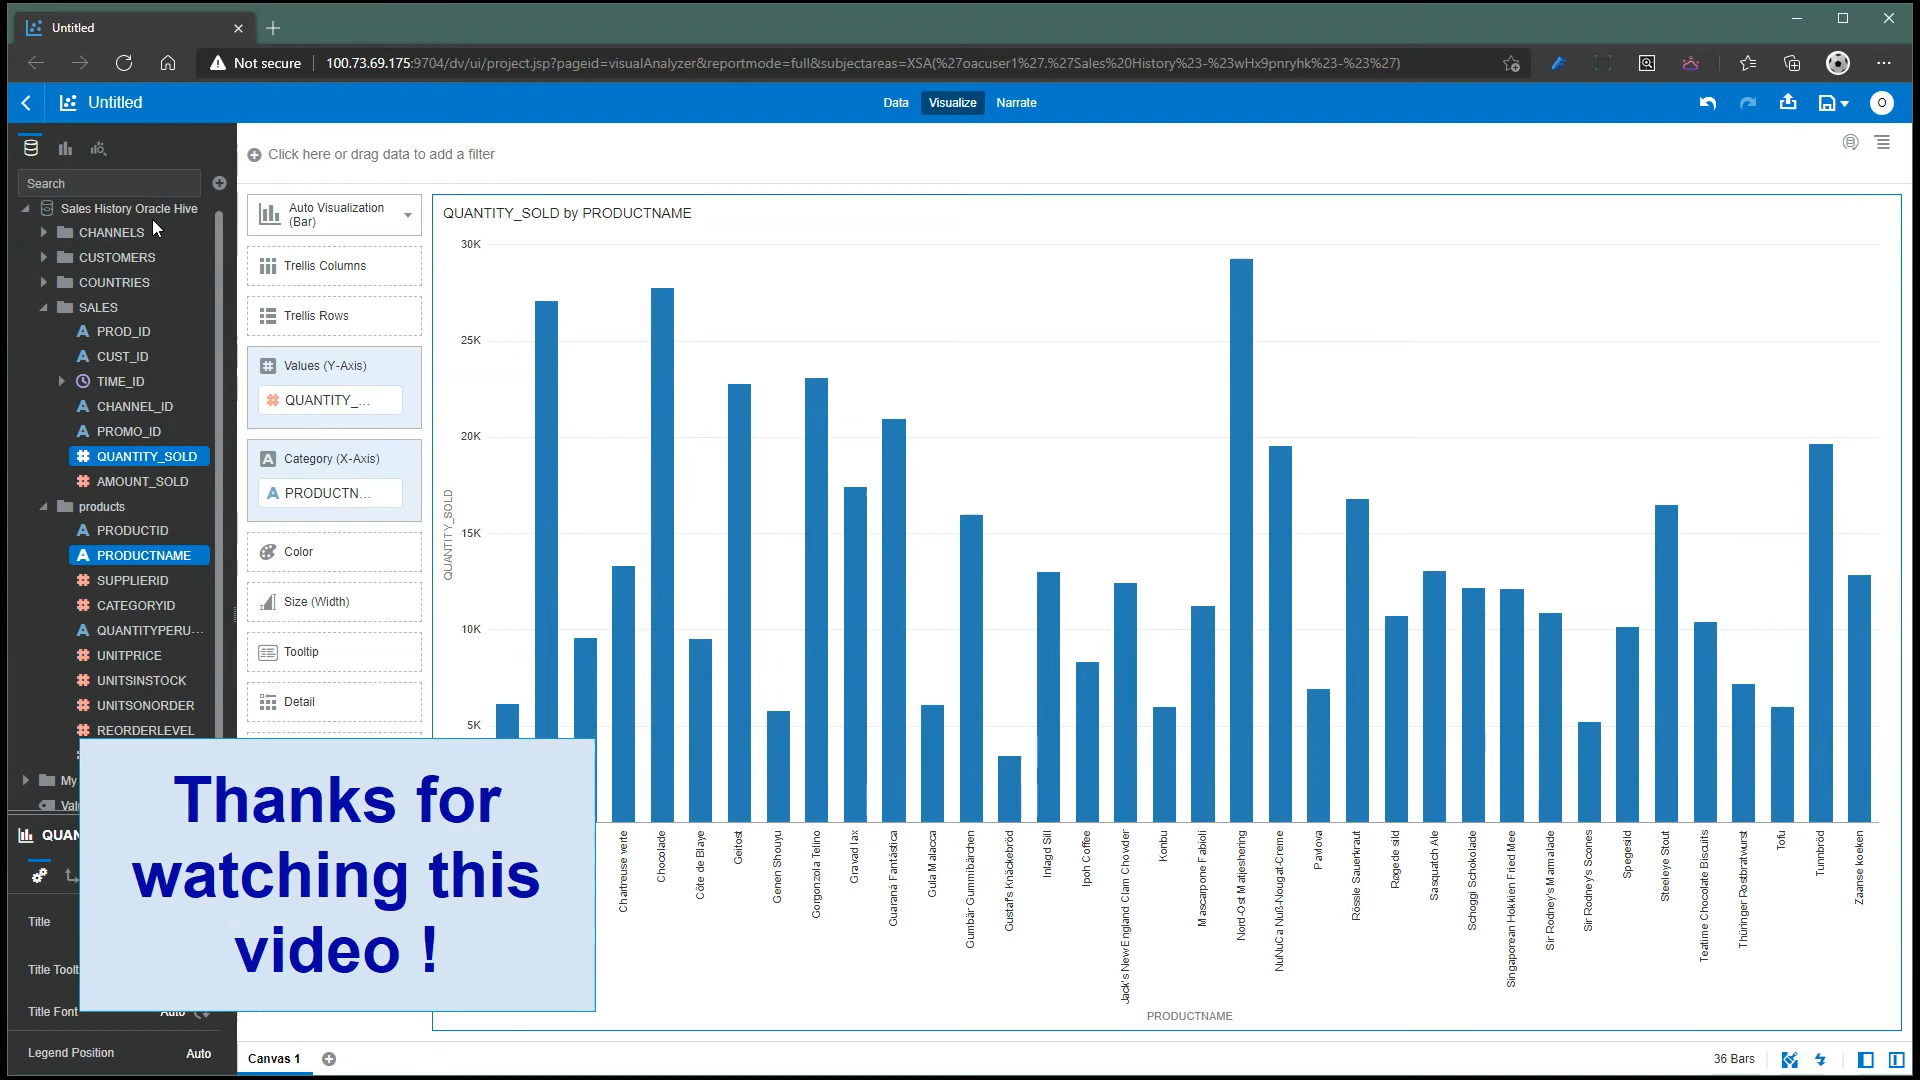 Untitled
Not secure
100.73.69.175:9704/dv/ui/project.jsp?pageid=visualAnalyzer&reportmode=full&subjectareas=XSA(%27oacuser1%27.%27Sales%20History%23-%23wHx9pnryhk%23-%23%27)
Untitled
Data
Visualize
Narrate
O
Search
Click here or drag data to add a filter
Sales History Oracle Hive
CHANNELS
CUSTOMERS
COUNTRIES
SALES
PROD_ID
CUST_ID
TIME_ID
CHANNEL_ID
PROMO_ID
QUANTITY_SOLD
AMOUNT_SOLD
products
PRODUCTID
PRODUCTNAME
SUPPLIERID
CATEGORYID
QUANTITYPERU...
UNITPRICE
UNITSINSTOCK
UNITSONORDER
REORDERLEVEL
My
Valu
QUAN
Title
Title Toolt
Title Font
Auto
Legend Position
Auto
Auto Visualization
(Bar)
Trellis Columns
Trellis Rows
Values (Y-Axis)
QUANTITY_...
Category (X-Axis)
PRODUCTN...
Color
Size (Width)
Tooltip
Detail
QUANTITY_SOLD by PRODUCTNAME
30K
25K
20K
15K
10K
5K
QUANTITY_SOLD
Chartreuse verte
Chocolade
Côte de Blaye
Geitost
Genen Shouyu
Gorgonzola Telino
Gravad lax
Guaraná Fantástica
Gula Malacca
Gumbär Gummibärchen
Gustaf's Knäckebröd
Inlagd Sill
Ipoh Coffee
Jack's New England Clam Chowder
Konbu
Mascarpone Fabioli
Nord-Ost Matjeshering
NuNuCa Nuß-Nougat-Creme
Pavlova
Rössle Sauerkraut
Røgede sild
Sasquatch Ale
Schoggi Schokolade
Singaporean Hokkien Fried Mee
Sir Rodney's Marmalade
Sir Rodney's Scones
Spegesild
Steeleye Stout
Teatime Chocolate Biscuits
Thüringer Rostbratwurst
Tofu
Tunnbröd
Zaanse koeken
PRODUCTNAME
Thanks for
watching this
video !
Canvas 1
36 Bars